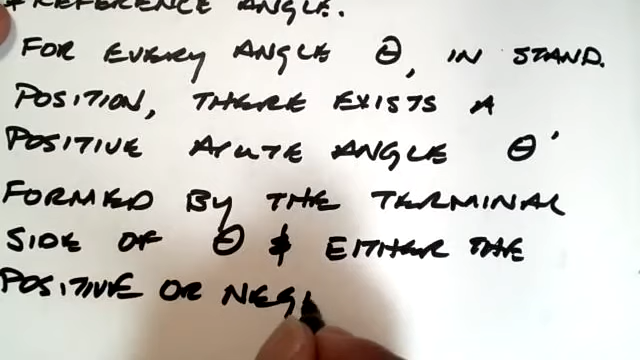 * REFERENCE ANGLE.
FOR EVERY ANGLE θ, IN STAND.
POSITION, THERE EXISTS A
POSITIVE ACUTE ANGLE θ'
FORMED BY THE TERMINAL
SIDE OF θ & EITHER THE
POSITIVE OR NEG